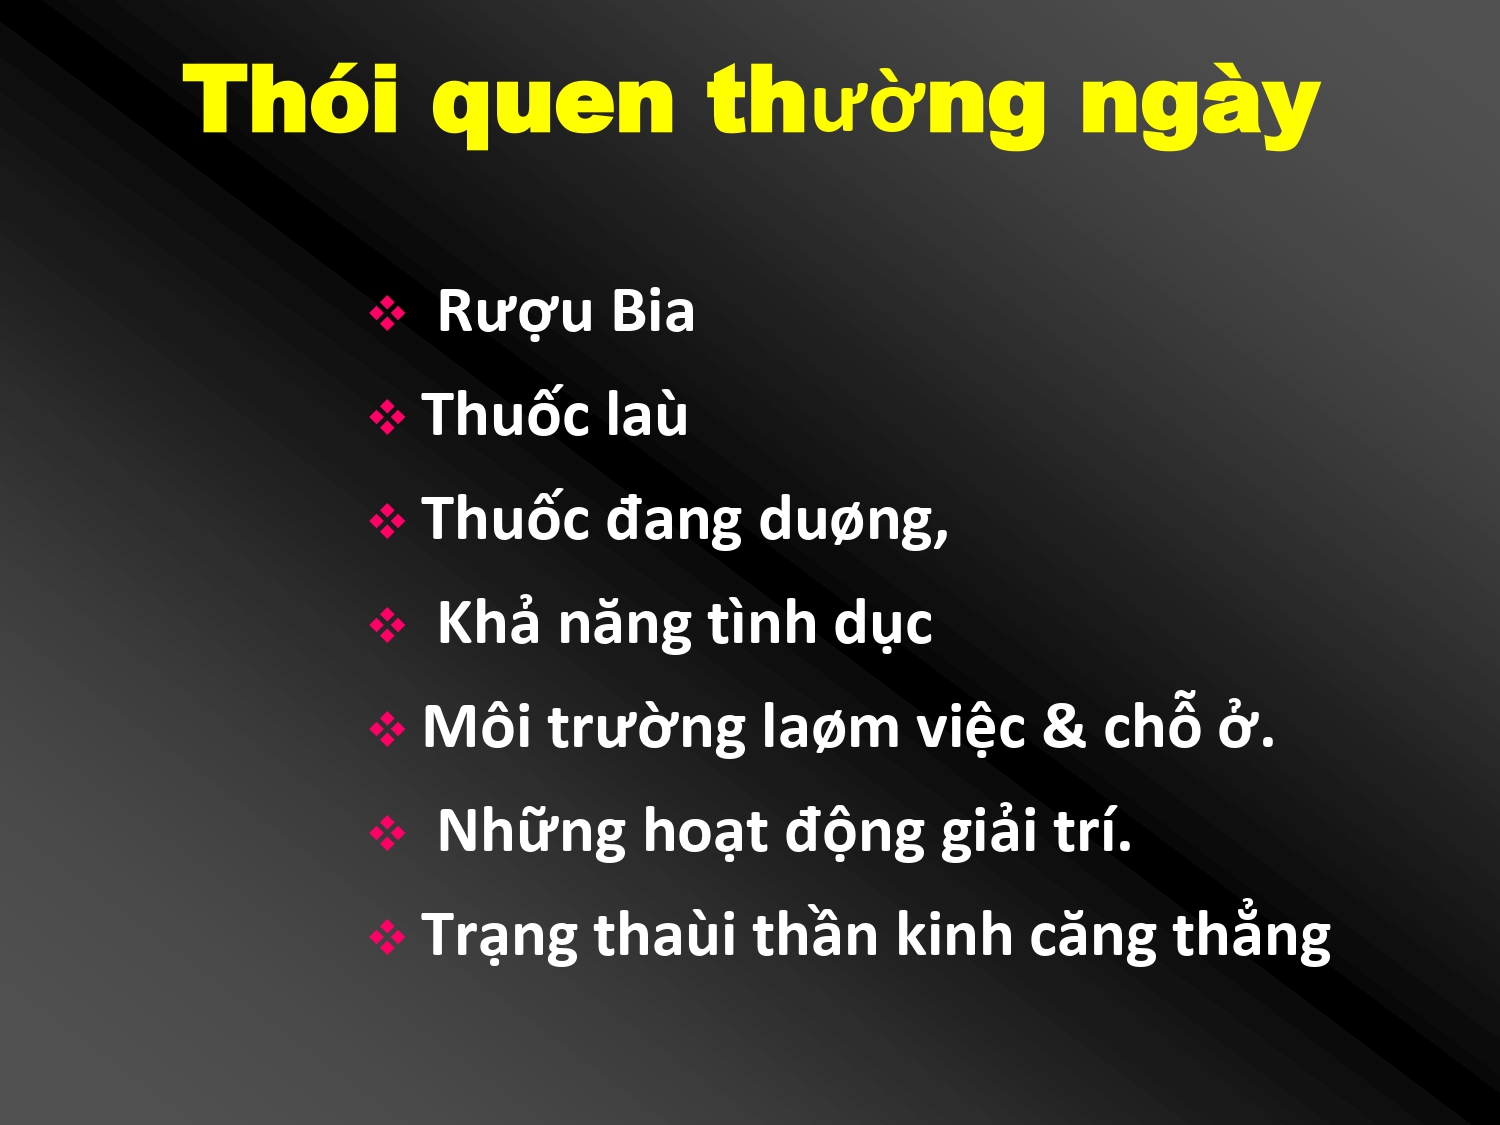 Thói quen thường ngày
❖ Rượu Bia
❖ Thuốc laù
❖ Thuốc đang duøng,
❖ Khả năng tình dục
❖ Môi trường laøm việc & chỗ ở.
❖ Những hoạt động giải trí.
❖ Trạng thaùi thần kinh căng thẳng